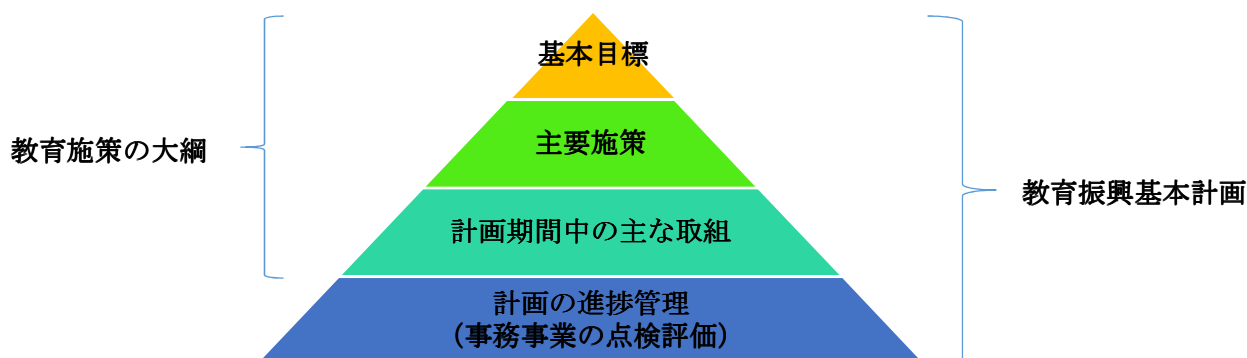 基本目標
主要施策
教育施策の大綱
教育振興基本計画
計画期間中の主な取組
計画の進捗管理
（事務事業の点検評価）